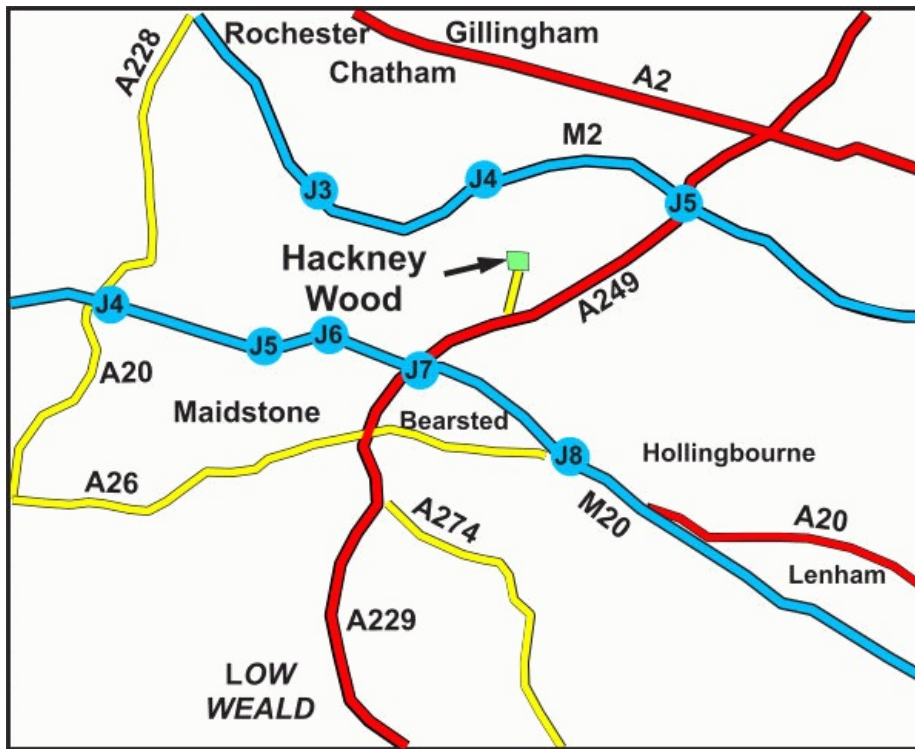 Rochester
Gillingham
A228
Chatham
A2
M2
J3
J4
J5
Hackney
Wood
A249
J4
J5
J6
J7
A20
Maidstone
Bearsted
J8
Hollingbourne
A26
A274
M20
A20
Lenham
A229
LOW
WEALD